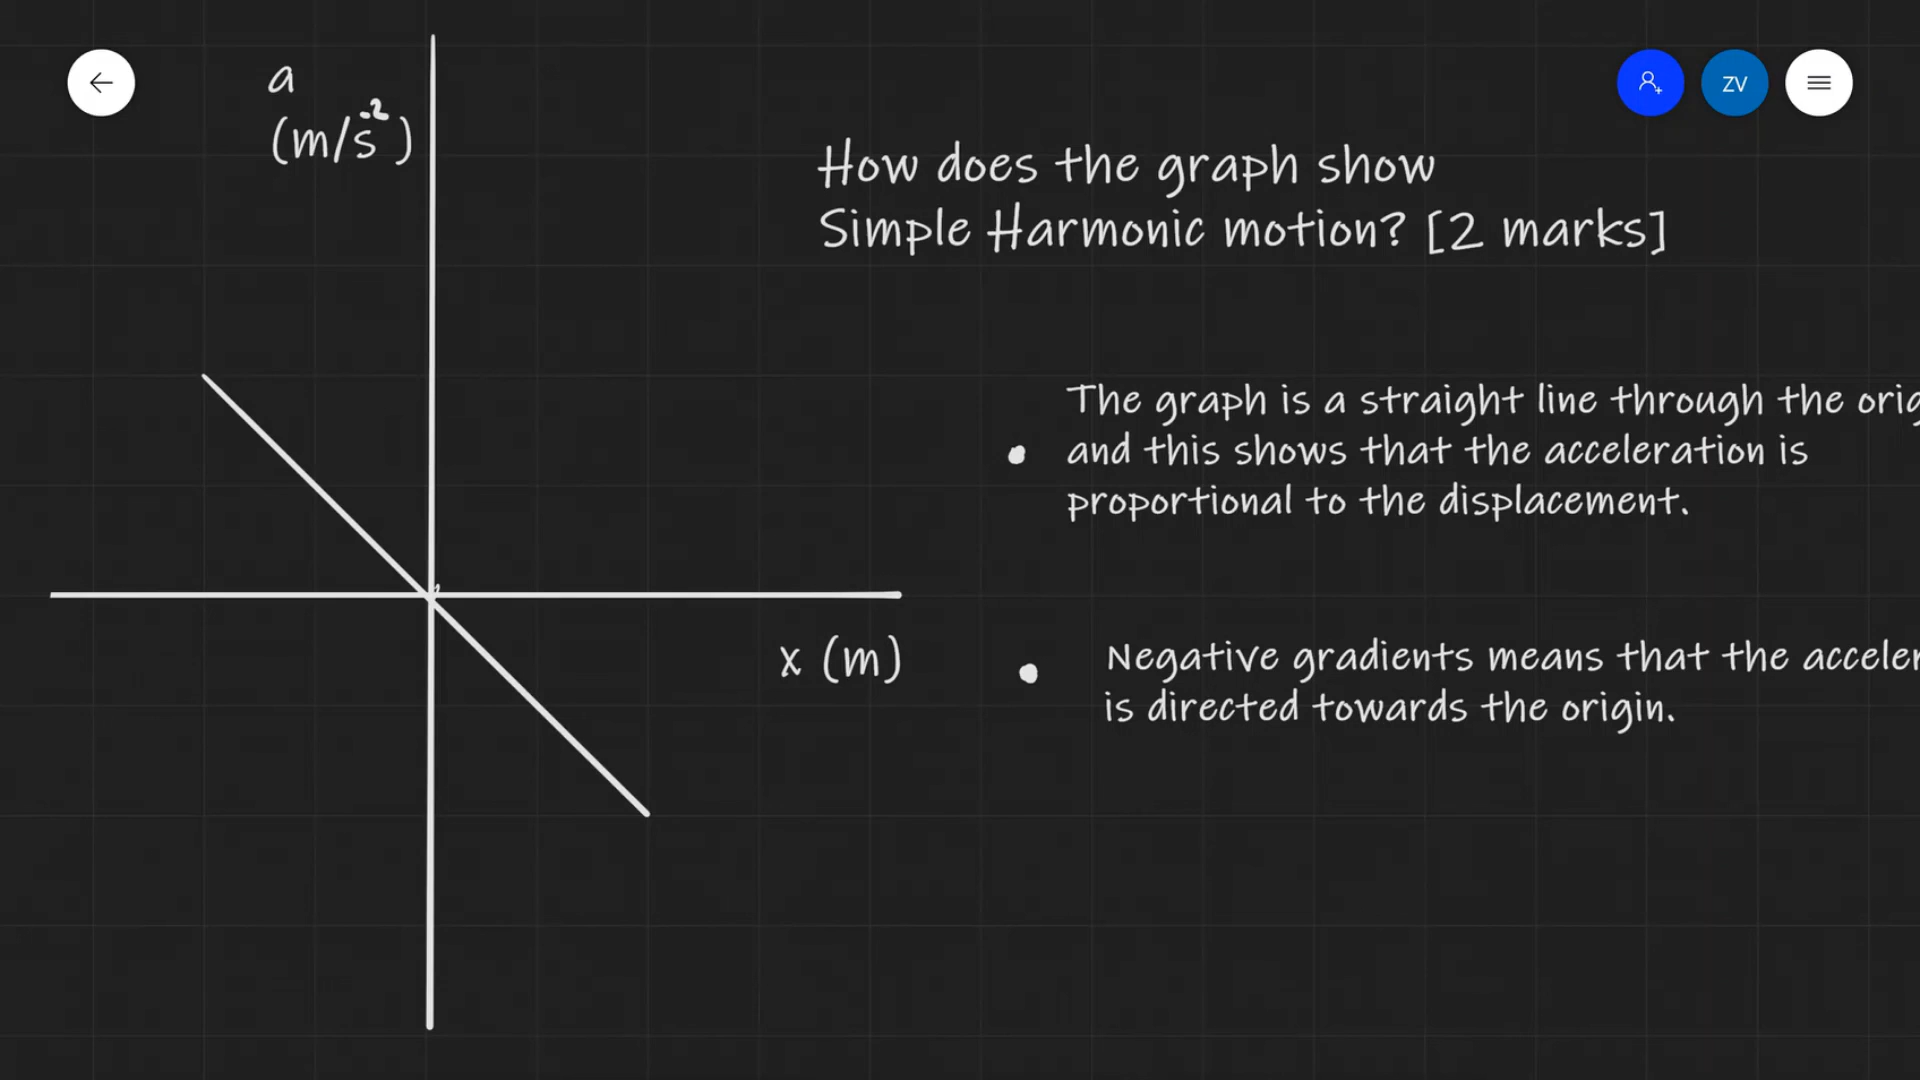 a
(m/s⁻²)
ZV
How does the graph show
Simple Harmonic motion? [2 marks]
The graph is a straight line through the orig
and this shows that the acceleration is
proportional to the displacement.
x (m)
Negative gradients means that the acceler
is directed towards the origin.